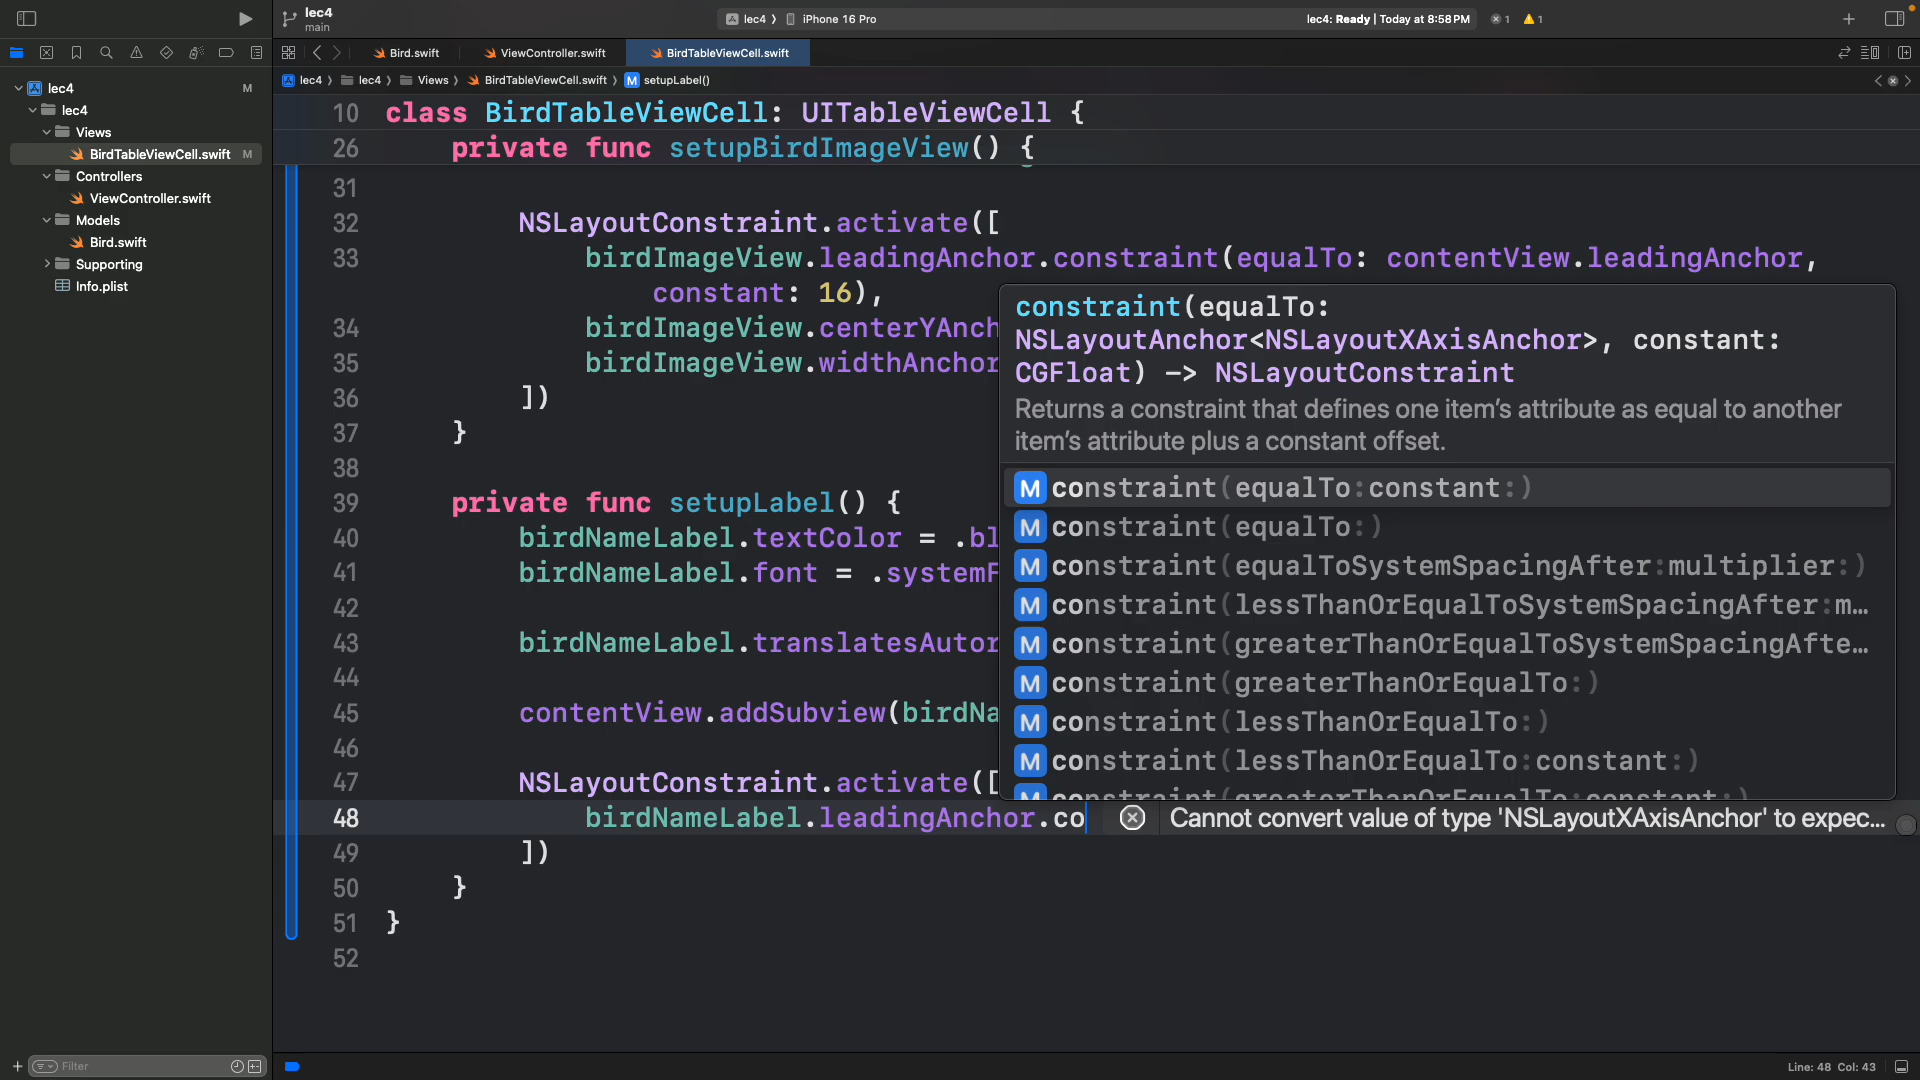 lec4
main
lec4 〉 iPhone 16 Pro
lec4: Ready | Today at 8:58 PM
1
1
Bird.swift
ViewController.swift
BirdTableViewCell.swift
lec4 〉 lec4 〉 Views 〉 BirdTableViewCell.swift 〉 M setupLabel()
lec4 M
lec4
Views
BirdTableViewCell.swift M
Controllers
ViewController.swift
Models
Bird.swift
Supporting
Info.plist
10 class BirdTableViewCell: UITableViewCell {
26 private func setupBirdImageView() {
31
32 NSLayoutConstraint.activate([
33 birdImageView.leadingAnchor.constraint(equalTo: contentView.leadingAnchor,
constant: 16),
34 birdImageView.centerYAnch
35 birdImageView.widthAnchor
36 ])
37 }
38
39 private func setupLabel() {
40 birdNameLabel.textColor = .bl
41 birdNameLabel.font = .systemF
42
43 birdNameLabel.translatesAutor
44
45 contentView.addSubview(birdNa
46
47 NSLayoutConstraint.activate([
48 birdNameLabel.leadingAnchor.co
49 ])
50 }
51 }
52
constraint(equalTo:
NSLayoutAnchor<NSLayoutXAxisAnchor>, constant:
CGFloat) -> NSLayoutConstraint
Returns a constraint that defines one item’s attribute as equal to another
item’s attribute plus a constant offset.
M constraint(equalTo:constant:)
M constraint(equalTo:)
M constraint(equalToSystemSpacingAfter:multiplier:)
M constraint(lessThanOrEqualToSystemSpacingAfter:m…
M constraint(greaterThanOrEqualToSystemSpacingAfte…
M constraint(greaterThanOrEqualTo:)
M constraint(lessThanOrEqualTo:)
M constraint(lessThanOrEqualTo:constant:)
M constraint(greaterThanOrEqualTo:constant:)
Cannot convert value of type 'NSLayoutXAxisAnchor' to expec...
Filter
Line: 48 Col: 43